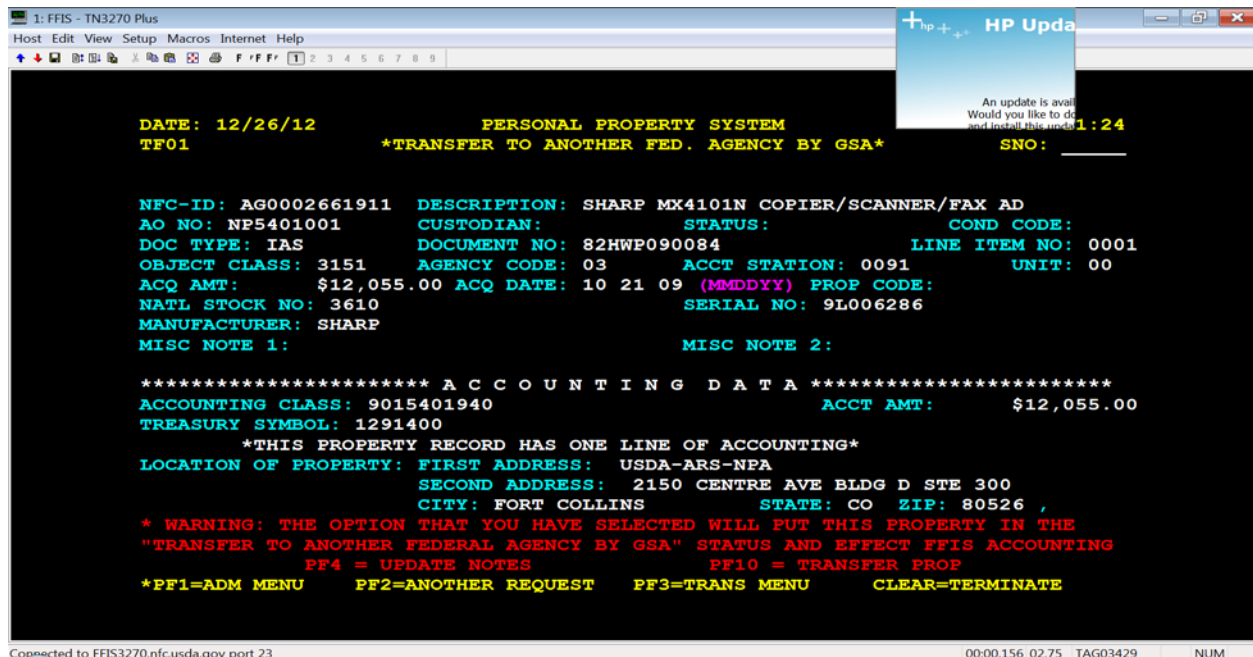 1: FFIS - TN3270 Plus
hp HP Upda
Host Edit View Setup Macros Internet Help
F F F F 1 2 3 4 5 6 7 8 9
An update is avail
Would you like to do
and install this upda
DATE: 12/26/12 PERSONAL PROPERTY SYSTEM 1:24
TF01 *TRANSFER TO ANOTHER FED. AGENCY BY GSA* SNO:
NFC-ID: AG0002661911 DESCRIPTION: SHARP MX4101N COPIER/SCANNER/FAX AD
AO NO: NP5401001 CUSTODIAN: STATUS: COND CODE:
DOC TYPE: IAS DOCUMENT NO: 82HWP090084 LINE ITEM NO: 0001
OBJECT CLASS: 3151 AGENCY CODE: 03 ACCT STATION: 0091 UNIT: 00
ACQ AMT: $12,055.00 ACQ DATE: 10 21 09 (MMDDYY) PROP CODE:
NATL STOCK NO: 3610 SERIAL NO: 9L006286
MANUFACTURER: SHARP
MISC NOTE 1: MISC NOTE 2:
*********************** A C C O U N T I N G D A T A ************************
ACCOUNTING CLASS: 9015401940 ACCT AMT: $12,055.00
TREASURY SYMBOL: 1291400
*THIS PROPERTY RECORD HAS ONE LINE OF ACCOUNTING*
LOCATION OF PROPERTY: FIRST ADDRESS: USDA-ARS-NPA
SECOND ADDRESS: 2150 CENTRE AVE BLDG D STE 300
CITY: FORT COLLINS STATE: CO ZIP: 80526 ,
* WARNING: THE OPTION THAT YOU HAVE SELECTED WILL PUT THIS PROPERTY IN THE
"TRANSFER TO ANOTHER FEDERAL AGENCY BY GSA" STATUS AND EFFECT FFIS ACCOUNTING
PF4 = UPDATE NOTES PF10 = TRANSFER PROP
*PF1=ADM MENU PF2=ANOTHER REQUEST PF3=TRANS MENU CLEAR=TERMINATE
Connected to FFIS3270.nfc.usda.gov port 23 00:00.156 02.75 TAG03429 NUM